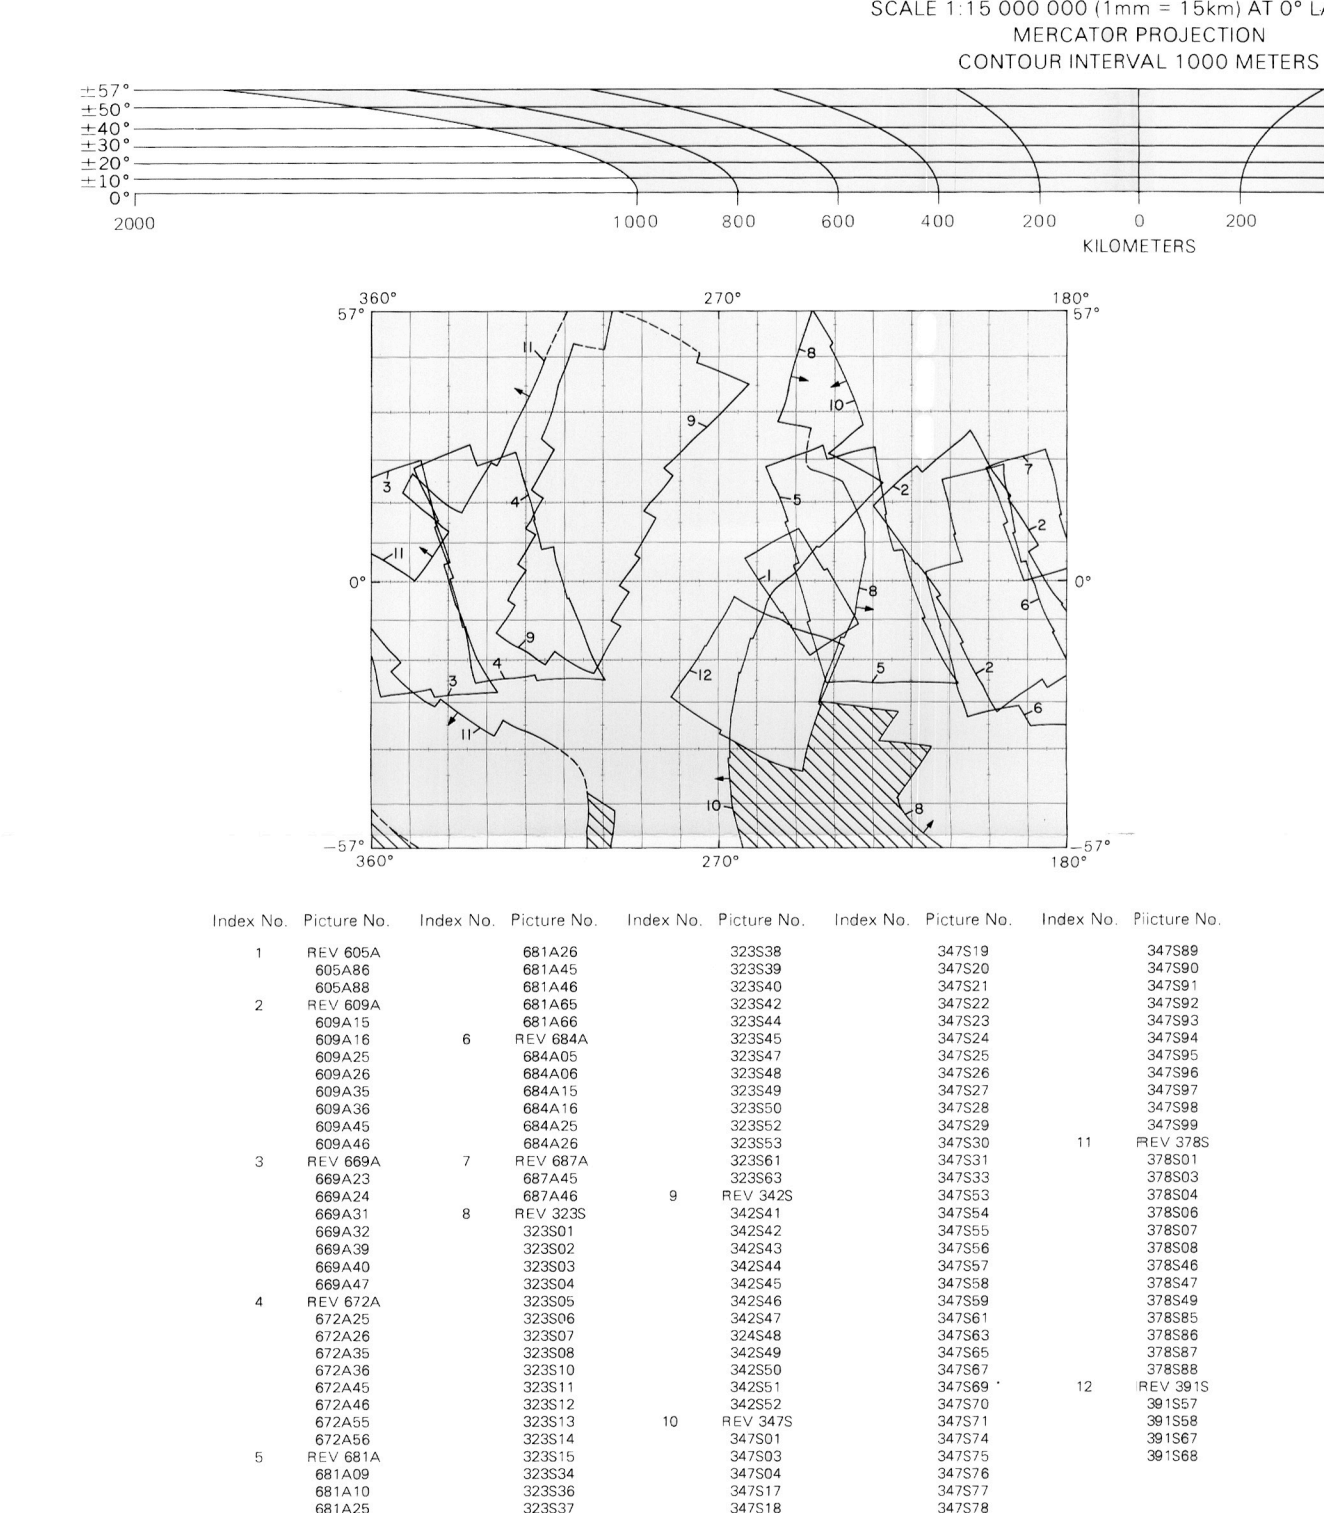 SCALE 1:15 000 000 (1mm = 15km) AT 0° LA
MERCATOR PROJECTION
CONTOUR INTERVAL 1000 METERS
±57°
±50°
±40°
±30°
±20°
±10°
0°
2000 1000 800 600 400 200 0 200
KILOMETERS
360° 270° 180°
57° 57°
11 8
10
9
3 4 5 2 7
2
11 1 8 6
0° 0°
9
4 3 12 5 2
11 6
10 8
−57° −57°
360° 270° 180°
Index No. Picture No.
1 REV 605A
605A86
605A88
2 REV 609A
609A15
609A16
609A25
609A26
609A35
609A36
609A45
609A46
3 REV 669A
669A23
669A24
669A31
669A32
669A39
669A40
669A47
4 REV 672A
672A25
672A26
672A35
672A36
672A45
672A46
672A55
672A56
5 REV 681A
681A09
681A10
681A25
Index No. Picture No.
681A26
681A45
681A46
681A65
681A66
6 REV 684A
684A05
684A06
684A15
684A16
684A25
684A26
7 REV 687A
687A45
687A46
8 REV 323S
323S01
323S02
323S03
323S04
323S05
323S06
323S07
323S08
323S10
323S11
323S12
323S13
323S14
323S15
323S34
323S36
323S37
Index No. Picture No.
323S38
323S39
323S40
323S42
323S44
323S45
323S47
323S48
323S49
323S50
323S52
323S53
323S61
323S63
9 REV 342S
342S41
342S42
342S43
342S44
342S45
342S46
342S47
324S48
342S49
342S50
342S51
342S52
10 REV 347S
347S01
347S03
347S04
347S17
347S18
Index No. Picture No.
347S19
347S20
347S21
347S22
347S23
347S24
347S25
347S26
347S27
347S28
347S29
347S30
347S31
347S33
347S53
347S54
347S55
347S56
347S57
347S58
347S59
347S61
347S63
347S65
347S67
347S69
347S70
347S71
347S74
347S75
347S76
347S77
347S78
Index No. Picture No.
347S89
347S90
347S91
347S92
347S93
347S94
347S95
347S96
347S97
347S98
347S99
11 REV 378S
378S01
378S03
378S04
378S06
378S07
378S08
378S46
378S47
378S49
378S85
378S86
378S87
378S88
12 REV 391S
391S57
391S58
391S67
391S68